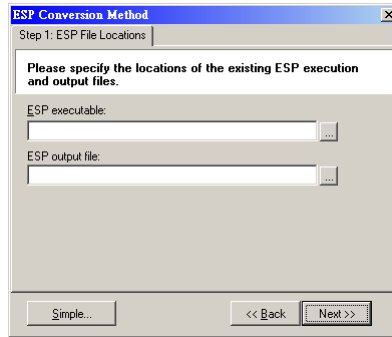 ESP Conversion Method
Step 1: ESP File Locations
Please specify the locations of the existing ESP execution
and output files.
ESP executable:
...
ESP output file:
...
Simple...
<< Back
Next >>